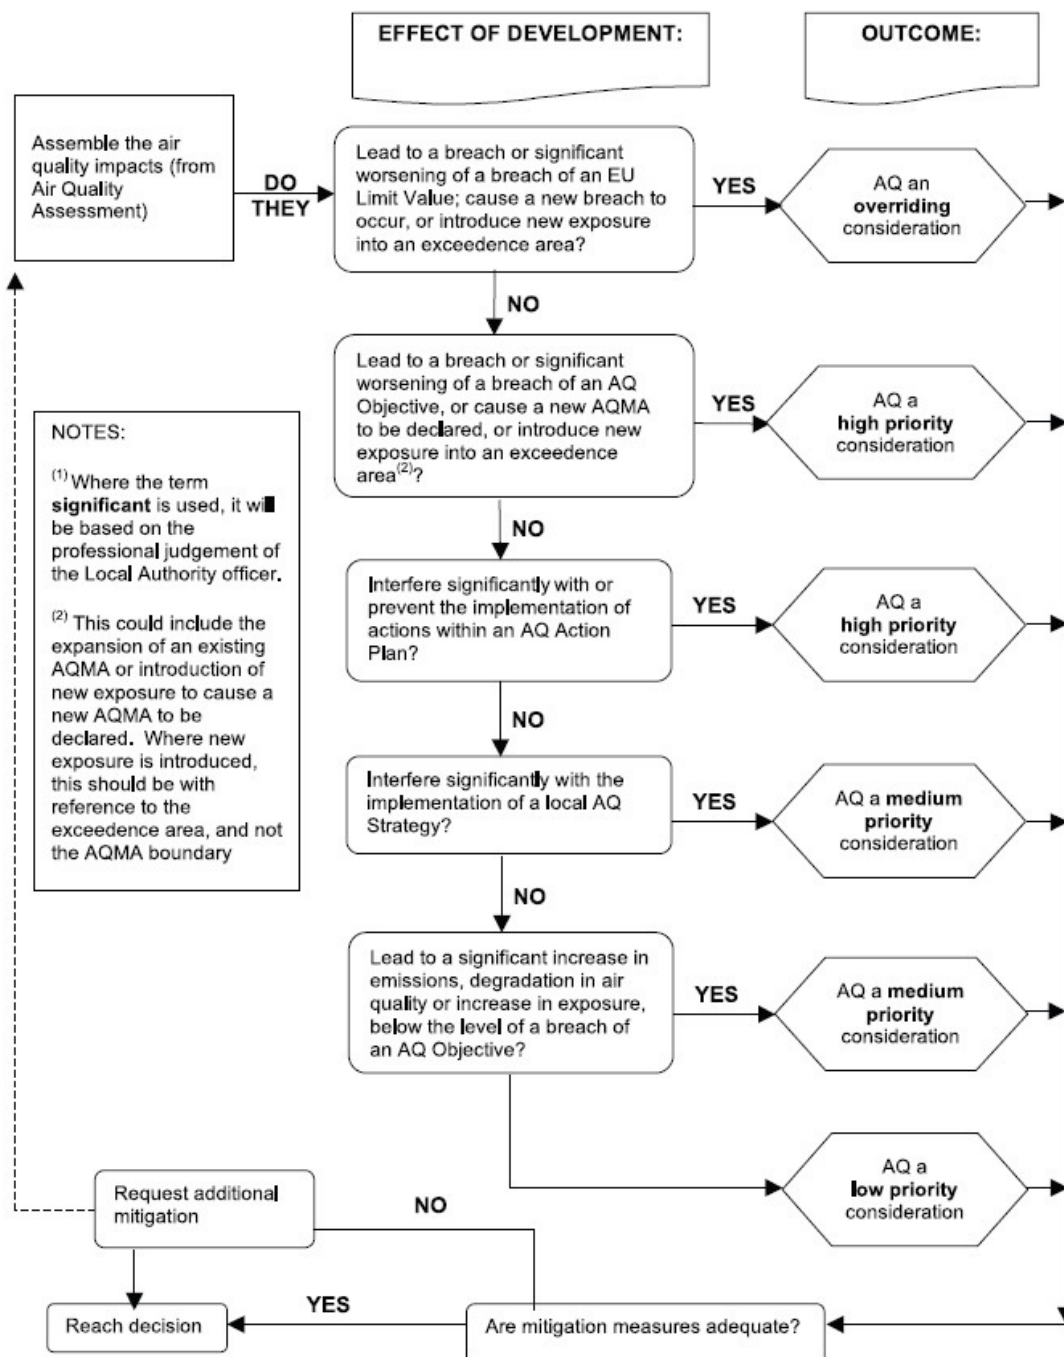 EFFECT OF DEVELOPMENT:
OUTCOME:
Assemble the air
quality impacts (from
Air Quality
Assessment)
DO
THEY
Lead to a breach or significant
worsening of a breach of an EU
Limit Value; cause a new breach to
occur, or introduce new exposure
into an exceedence area?
YES
AQ an
overriding
consideration
NO
Lead to a breach or significant
worsening of a breach of an AQ
Objective, or cause a new AQMA
to be declared, or introduce new
exposure into an exceedence
area(2)?
YES
AQ a
high priority
consideration
NOTES:
(1) Where the term
significant is used, it will
be based on the
professional judgement of
the Local Authority officer.
(2) This could include the
expansion of an existing
AQMA or introduction of
new exposure to cause a
new AQMA to be
declared. Where new
exposure is introduced,
this should be with
reference to the
exceedence area, and not
the AQMA boundary
NO
Interfere significantly with or
prevent the implementation of
actions within an AQ Action
Plan?
YES
AQ a
high priority
consideration
NO
Interfere significantly with the
implementation of a local AQ
Strategy?
YES
AQ a medium
priority
consideration
NO
Lead to a significant increase in
emissions, degradation in air
quality or increase in exposure,
below the level of a breach of
an AQ Objective?
YES
AQ a medium
priority
consideration
AQ a
low priority
consideration
Request additional
mitigation
NO
Reach decision
YES
Are mitigation measures adequate?